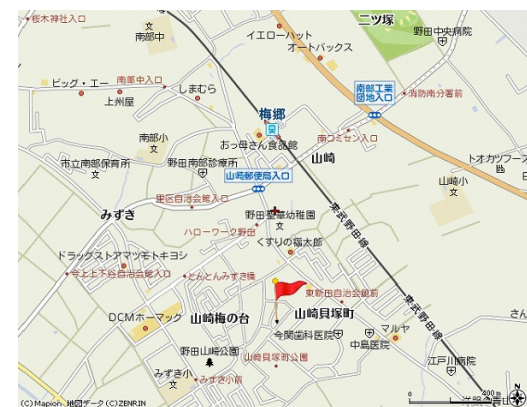 桜木神社入口
南部中
イエローハット
オートバックス
二ツ塚
野田中央病院
ビッグ・エー
南部中入口
しまむら
上州屋
南部工業
団地入口
消防南分署前
梅郷
南部小
おっ母さん食品館
南コミセン入口
市立南部保育所
野田南部診療所
山崎
トオカツフーズ
山崎郵便局入口
山崎小
里区自治会館入口
みずき
野田聖華幼稚園
東武野田線
ハローワーク野田
ドラッグストアマツモトキヨシ
くすりの福太郎
今上上下谷自治会館入口
とんとんみずき橋
東新田自治会館前
東武野田線
DCMホーマック
山崎梅の台
山崎貝塚町
今関歯科医院
マルヤ
中島医院
野田山崎公園
山崎貝塚町公園
江戸川病院
みずき小
みずき小前
0
400m
N
(C)Mapion 地図データ(C)ZENRIN